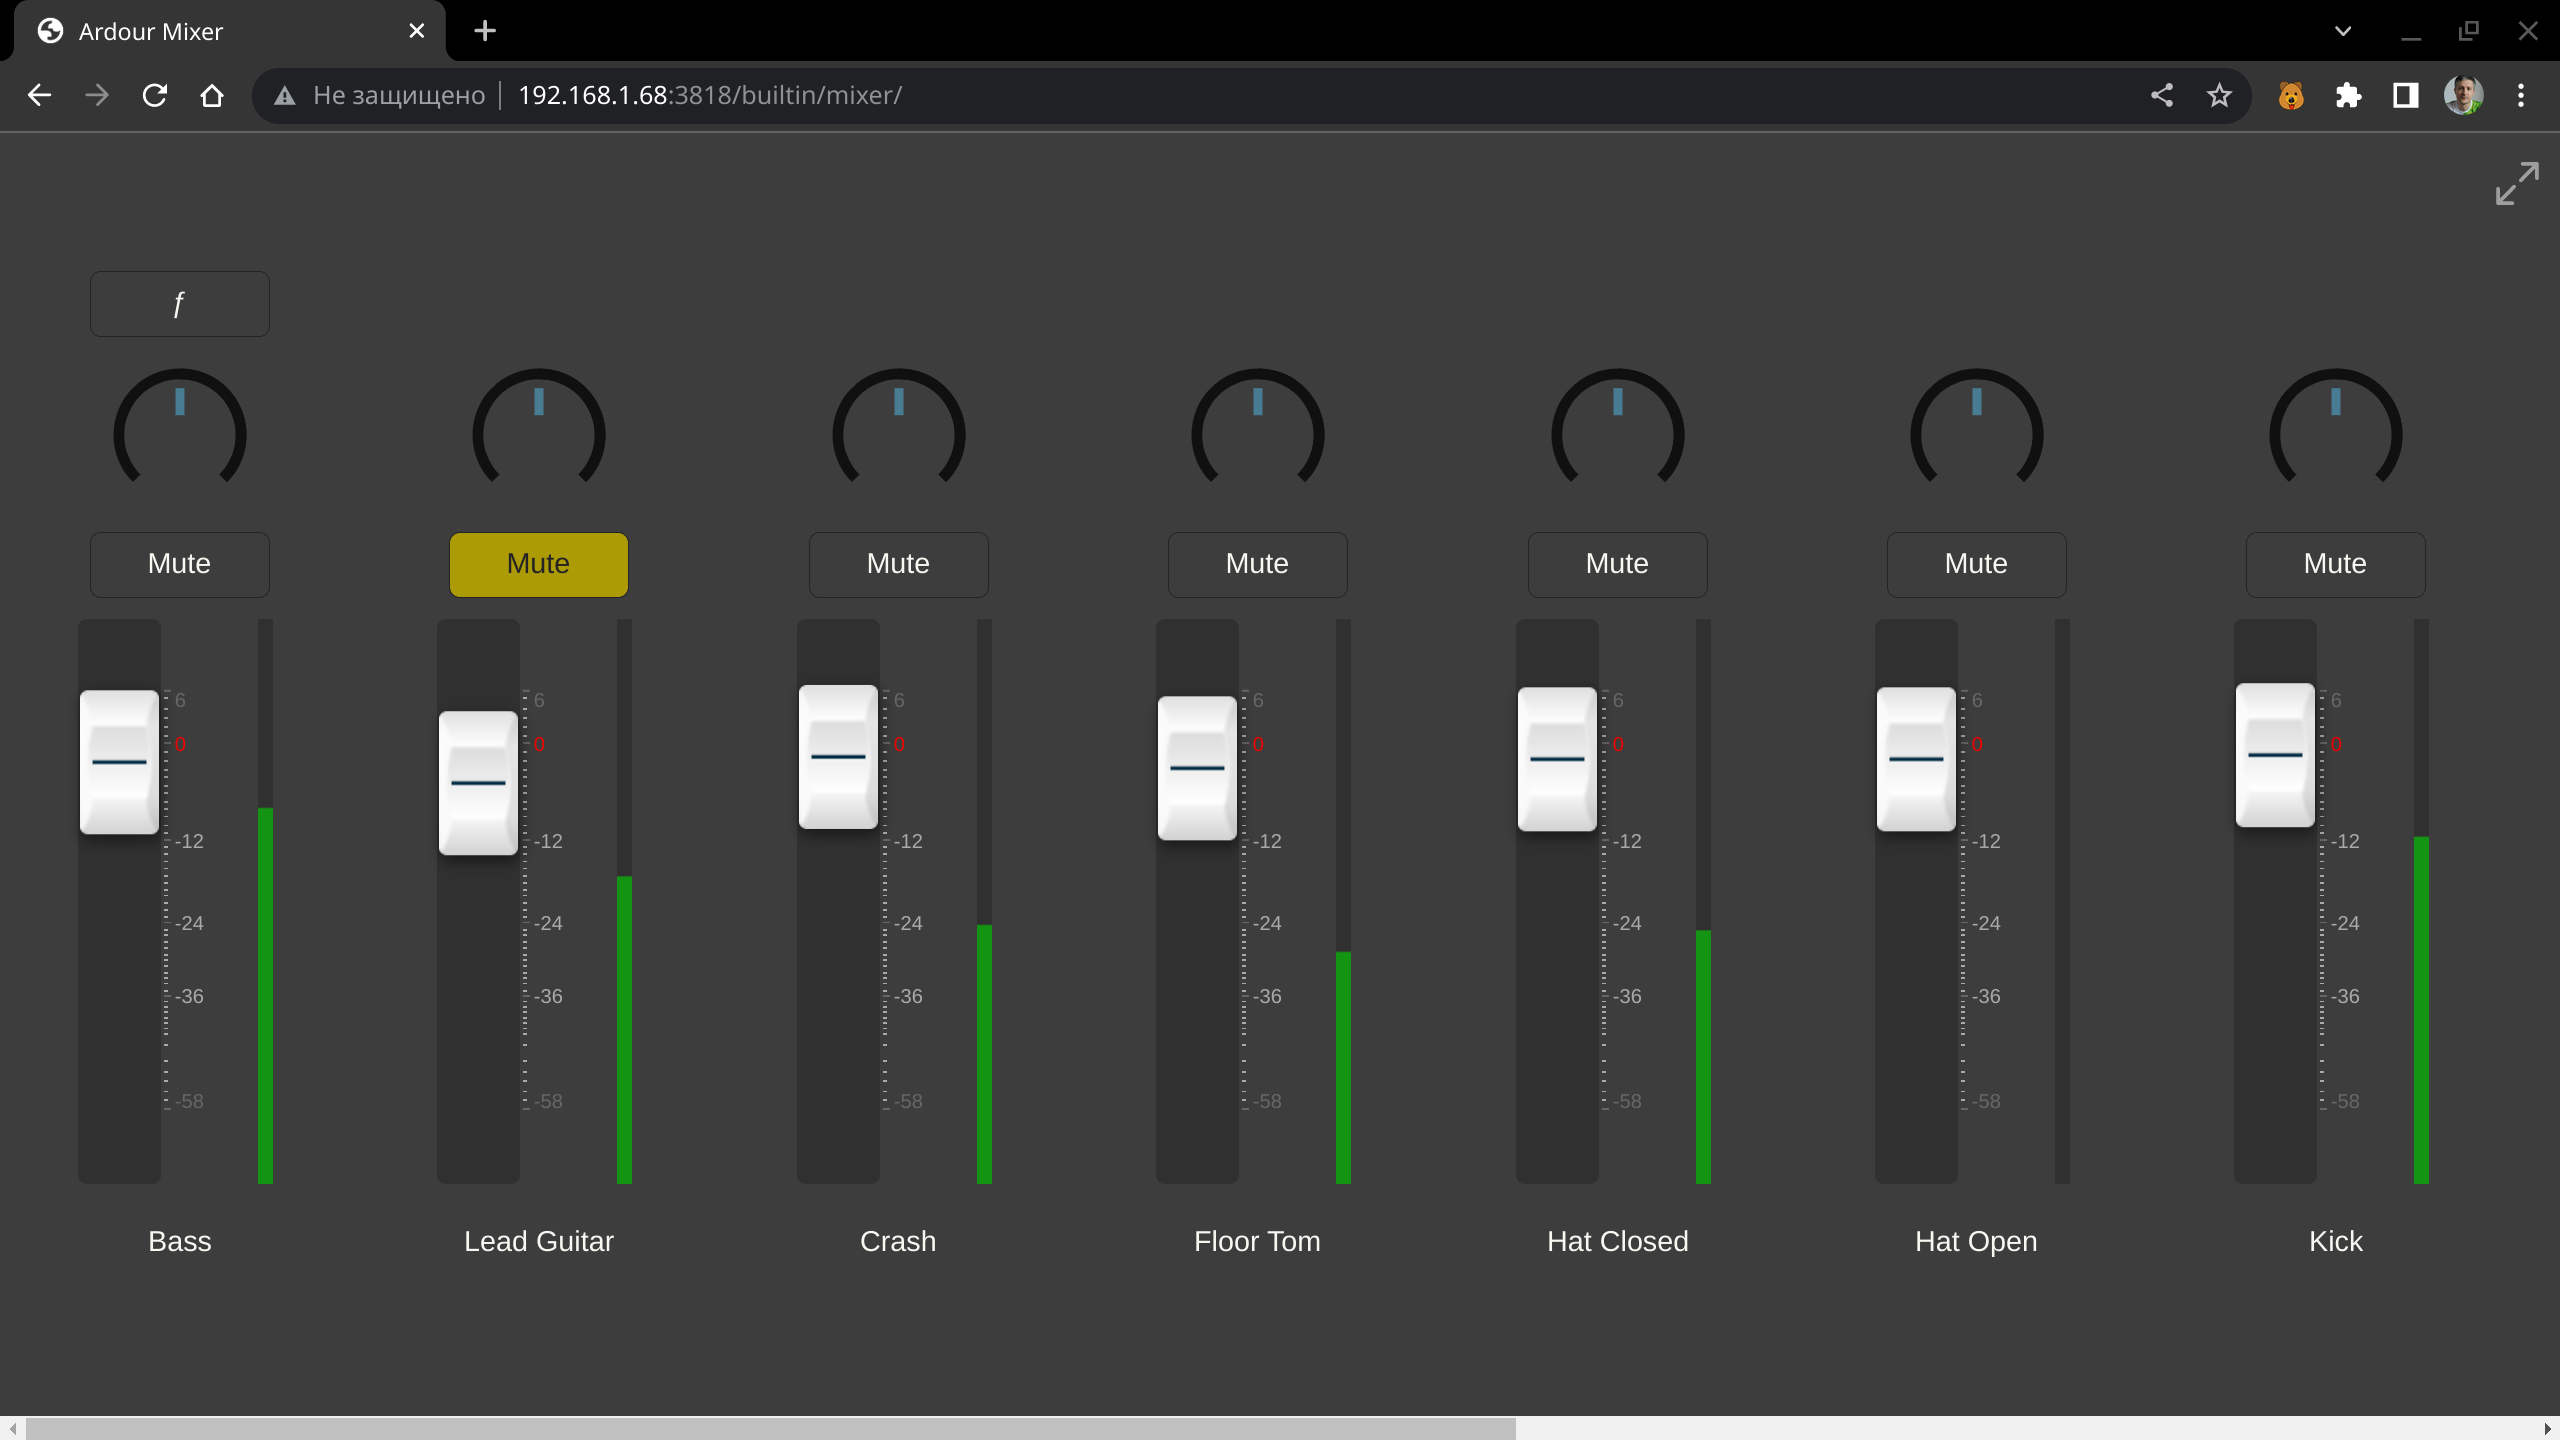 Ardour Mixer
Не защищено 192.168.1.68:3818/builtin/mixer/
f
Mute Mute Mute Mute Mute Mute Mute
6 6 6 6 6 6 6
0 0 0 0 0 0 0
-12 -12 -12 -12 -12 -12 -12
-24 -24 -24 -24 -24 -24 -24
-36 -36 -36 -36 -36 -36 -36
-58 -58 -58 -58 -58 -58 -58
Bass Lead Guitar Crash Floor Tom Hat Closed Hat Open Kick